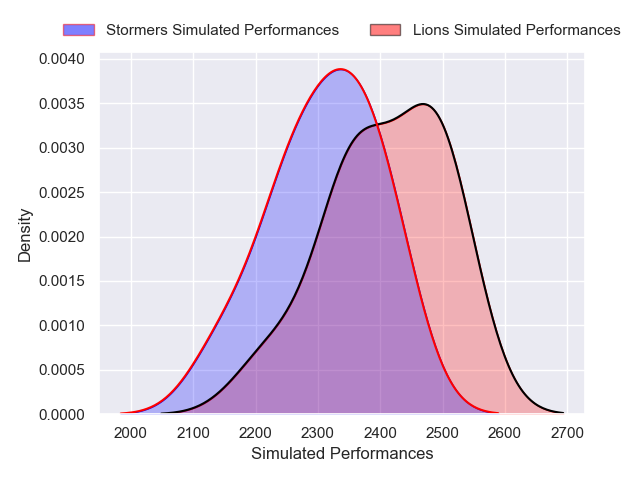 Stormers Simulated Performances
Lions Simulated Performances
0.0040
0.0035
0.0030
0.0025
0.0020
0.0015
0.0010
0.0005
0.0000
Density
2000 2100 2200 2300 2400 2500 2600 2700
Simulated Performances